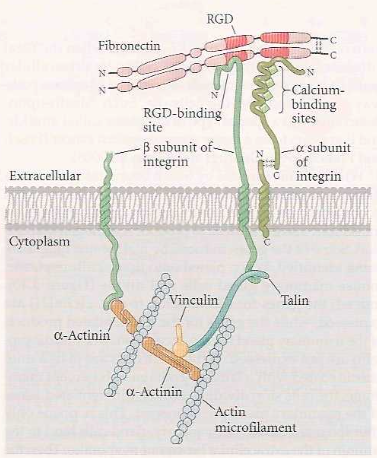 RGD
Fibronectin
C
C
N
N
N
N
RGD-binding
site
Calcium-
binding
sites
β subunit of
integrin
N
C
α subunit
of
integrin
Extracellular
Cytoplasm
C
Vinculin
Talin
α-Actinin
α-Actinin
Actin
microfilament